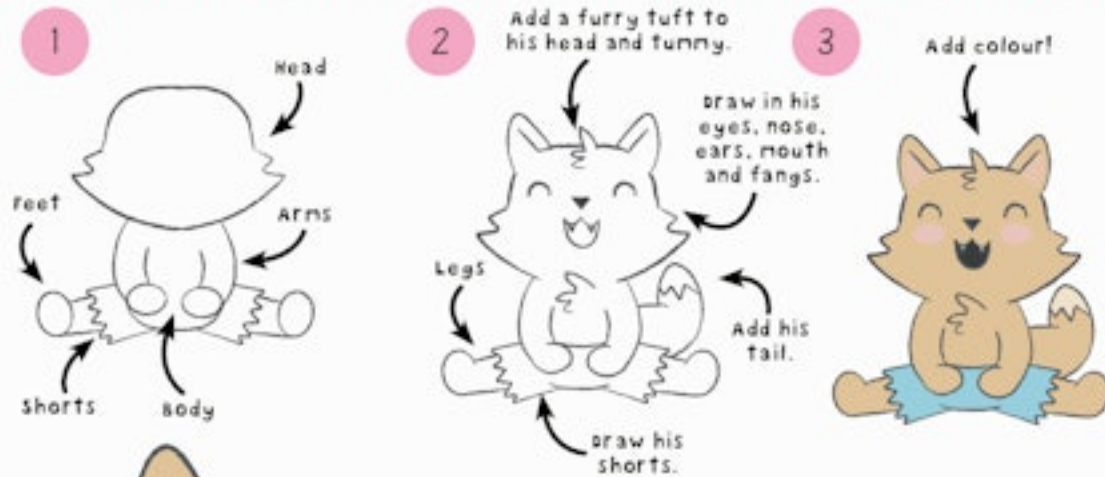 1
Head
Feet
Arms
Shorts
Body
2
Add a furry tuft to
his head and tummy.
Draw in his
eyes, nose,
ears, mouth
and fangs.
Legs
Add his
tail.
Draw his
shorts.
3
Add colour!